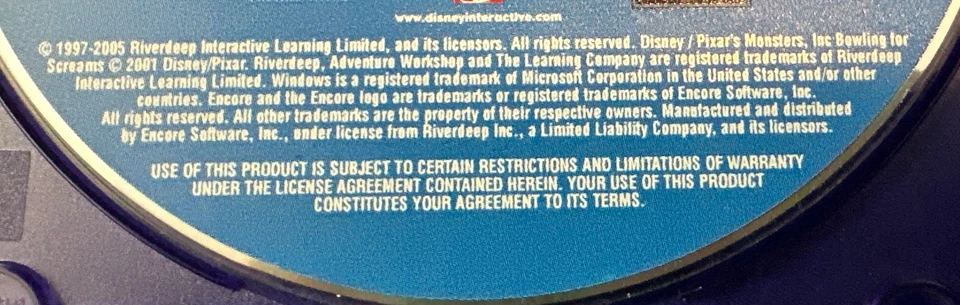 www.disneyinteractive.com
© 1997-2005 Riverdeep Interactive Learning Limited, and its licensors. All rights reserved. Disney / Pixar's Monsters, Inc Bowling for
Screams © 2001 Disney/Pixar. Riverdeep, Adventure Workshop and The Learning Company are registered trademarks of Riverdeep
Interactive Learning Limited. Windows is a registered trademark of Microsoft Corporation in the United States and/or other
countries. Encore and the Encore logo are trademarks or registered trademarks of Encore Software, Inc.
All rights reserved. All other trademarks are the property of their respective owners. Manufactured and distributed
by Encore Software, Inc., under license from Riverdeep Inc., a Limited Liability Company, and its licensors.
USE OF THIS PRODUCT IS SUBJECT TO CERTAIN RESTRICTIONS AND LIMITATIONS OF WARRANTY
UNDER THE LICENSE AGREEMENT CONTAINED HEREIN. YOUR USE OF THIS PRODUCT
CONSTITUTES YOUR AGREEMENT TO ITS TERMS.